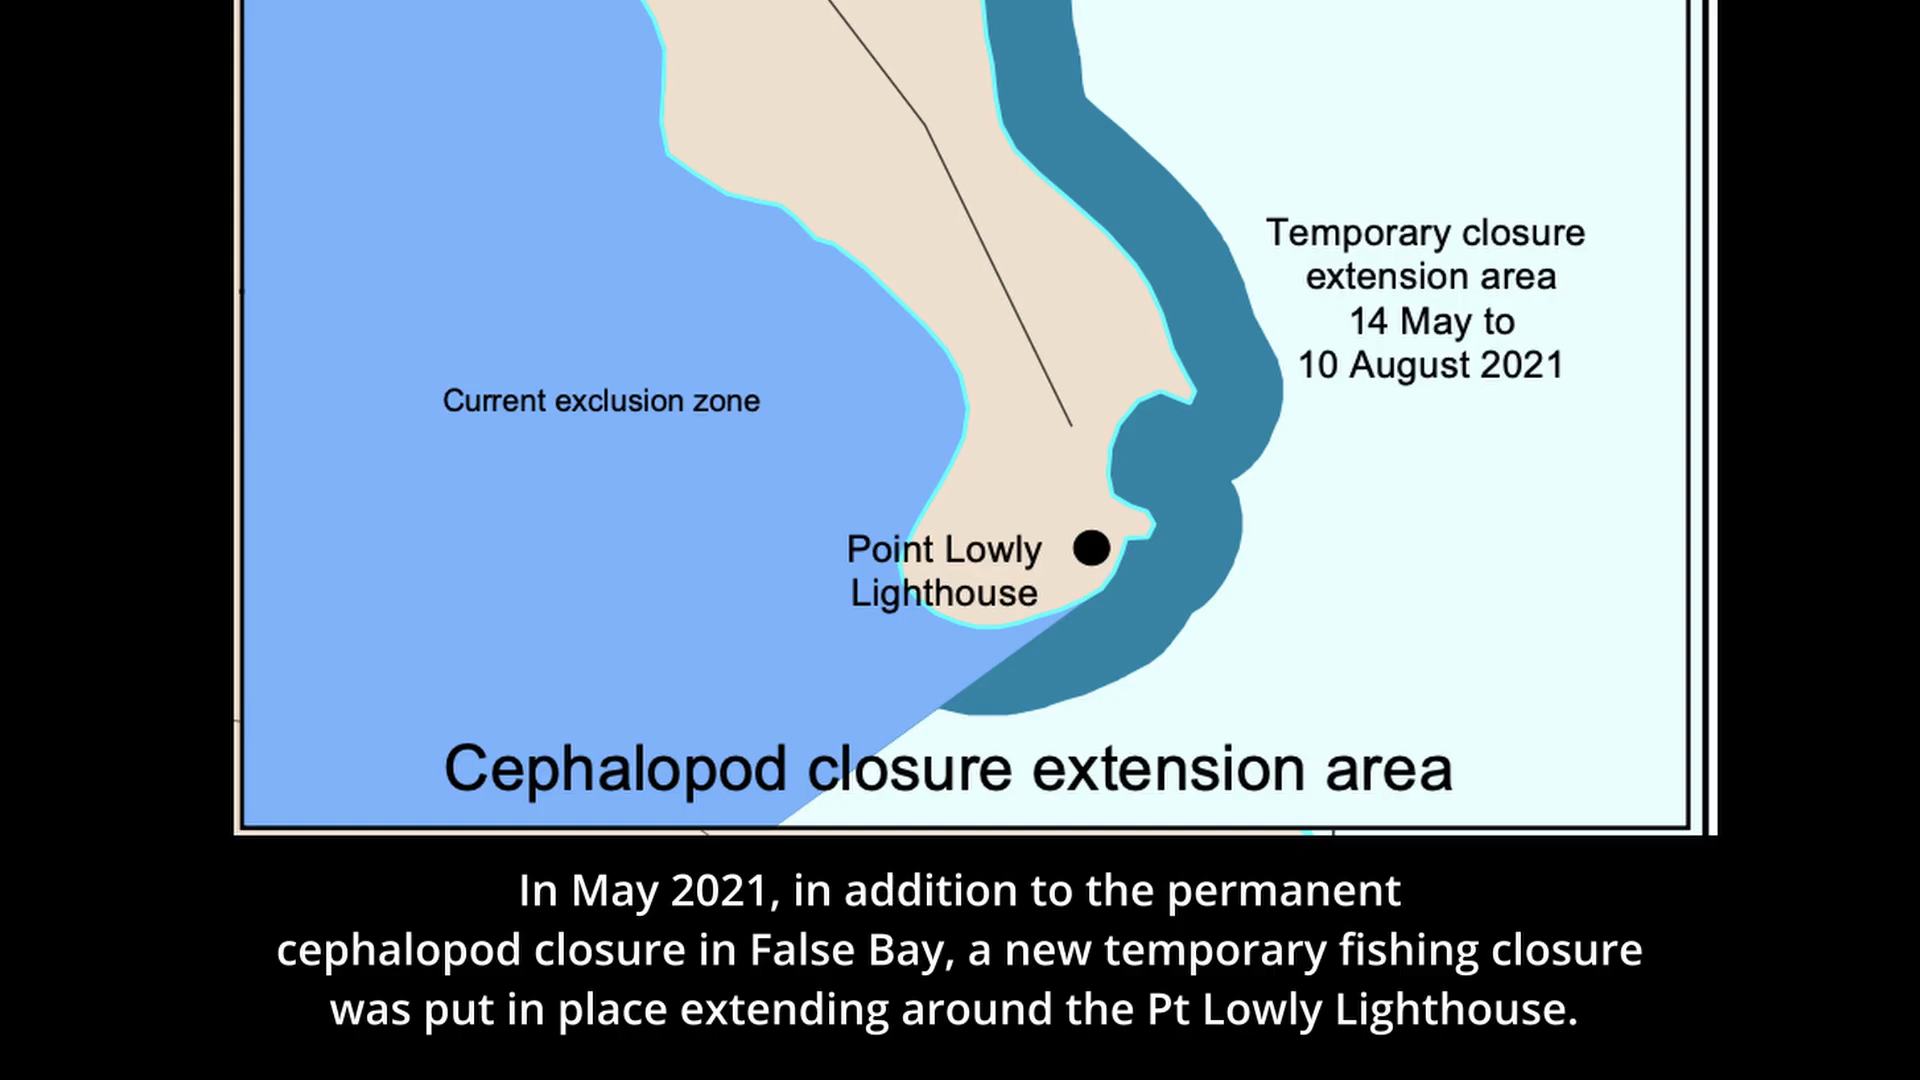 Temporary closure
extension area
14 May to
10 August 2021
Current exclusion zone
Point Lowly
Lighthouse
Cephalopod closure extension area
In May 2021, in addition to the permanent
cephalopod closure in False Bay, a new temporary fishing closure
was put in place extending around the Pt Lowly Lighthouse.